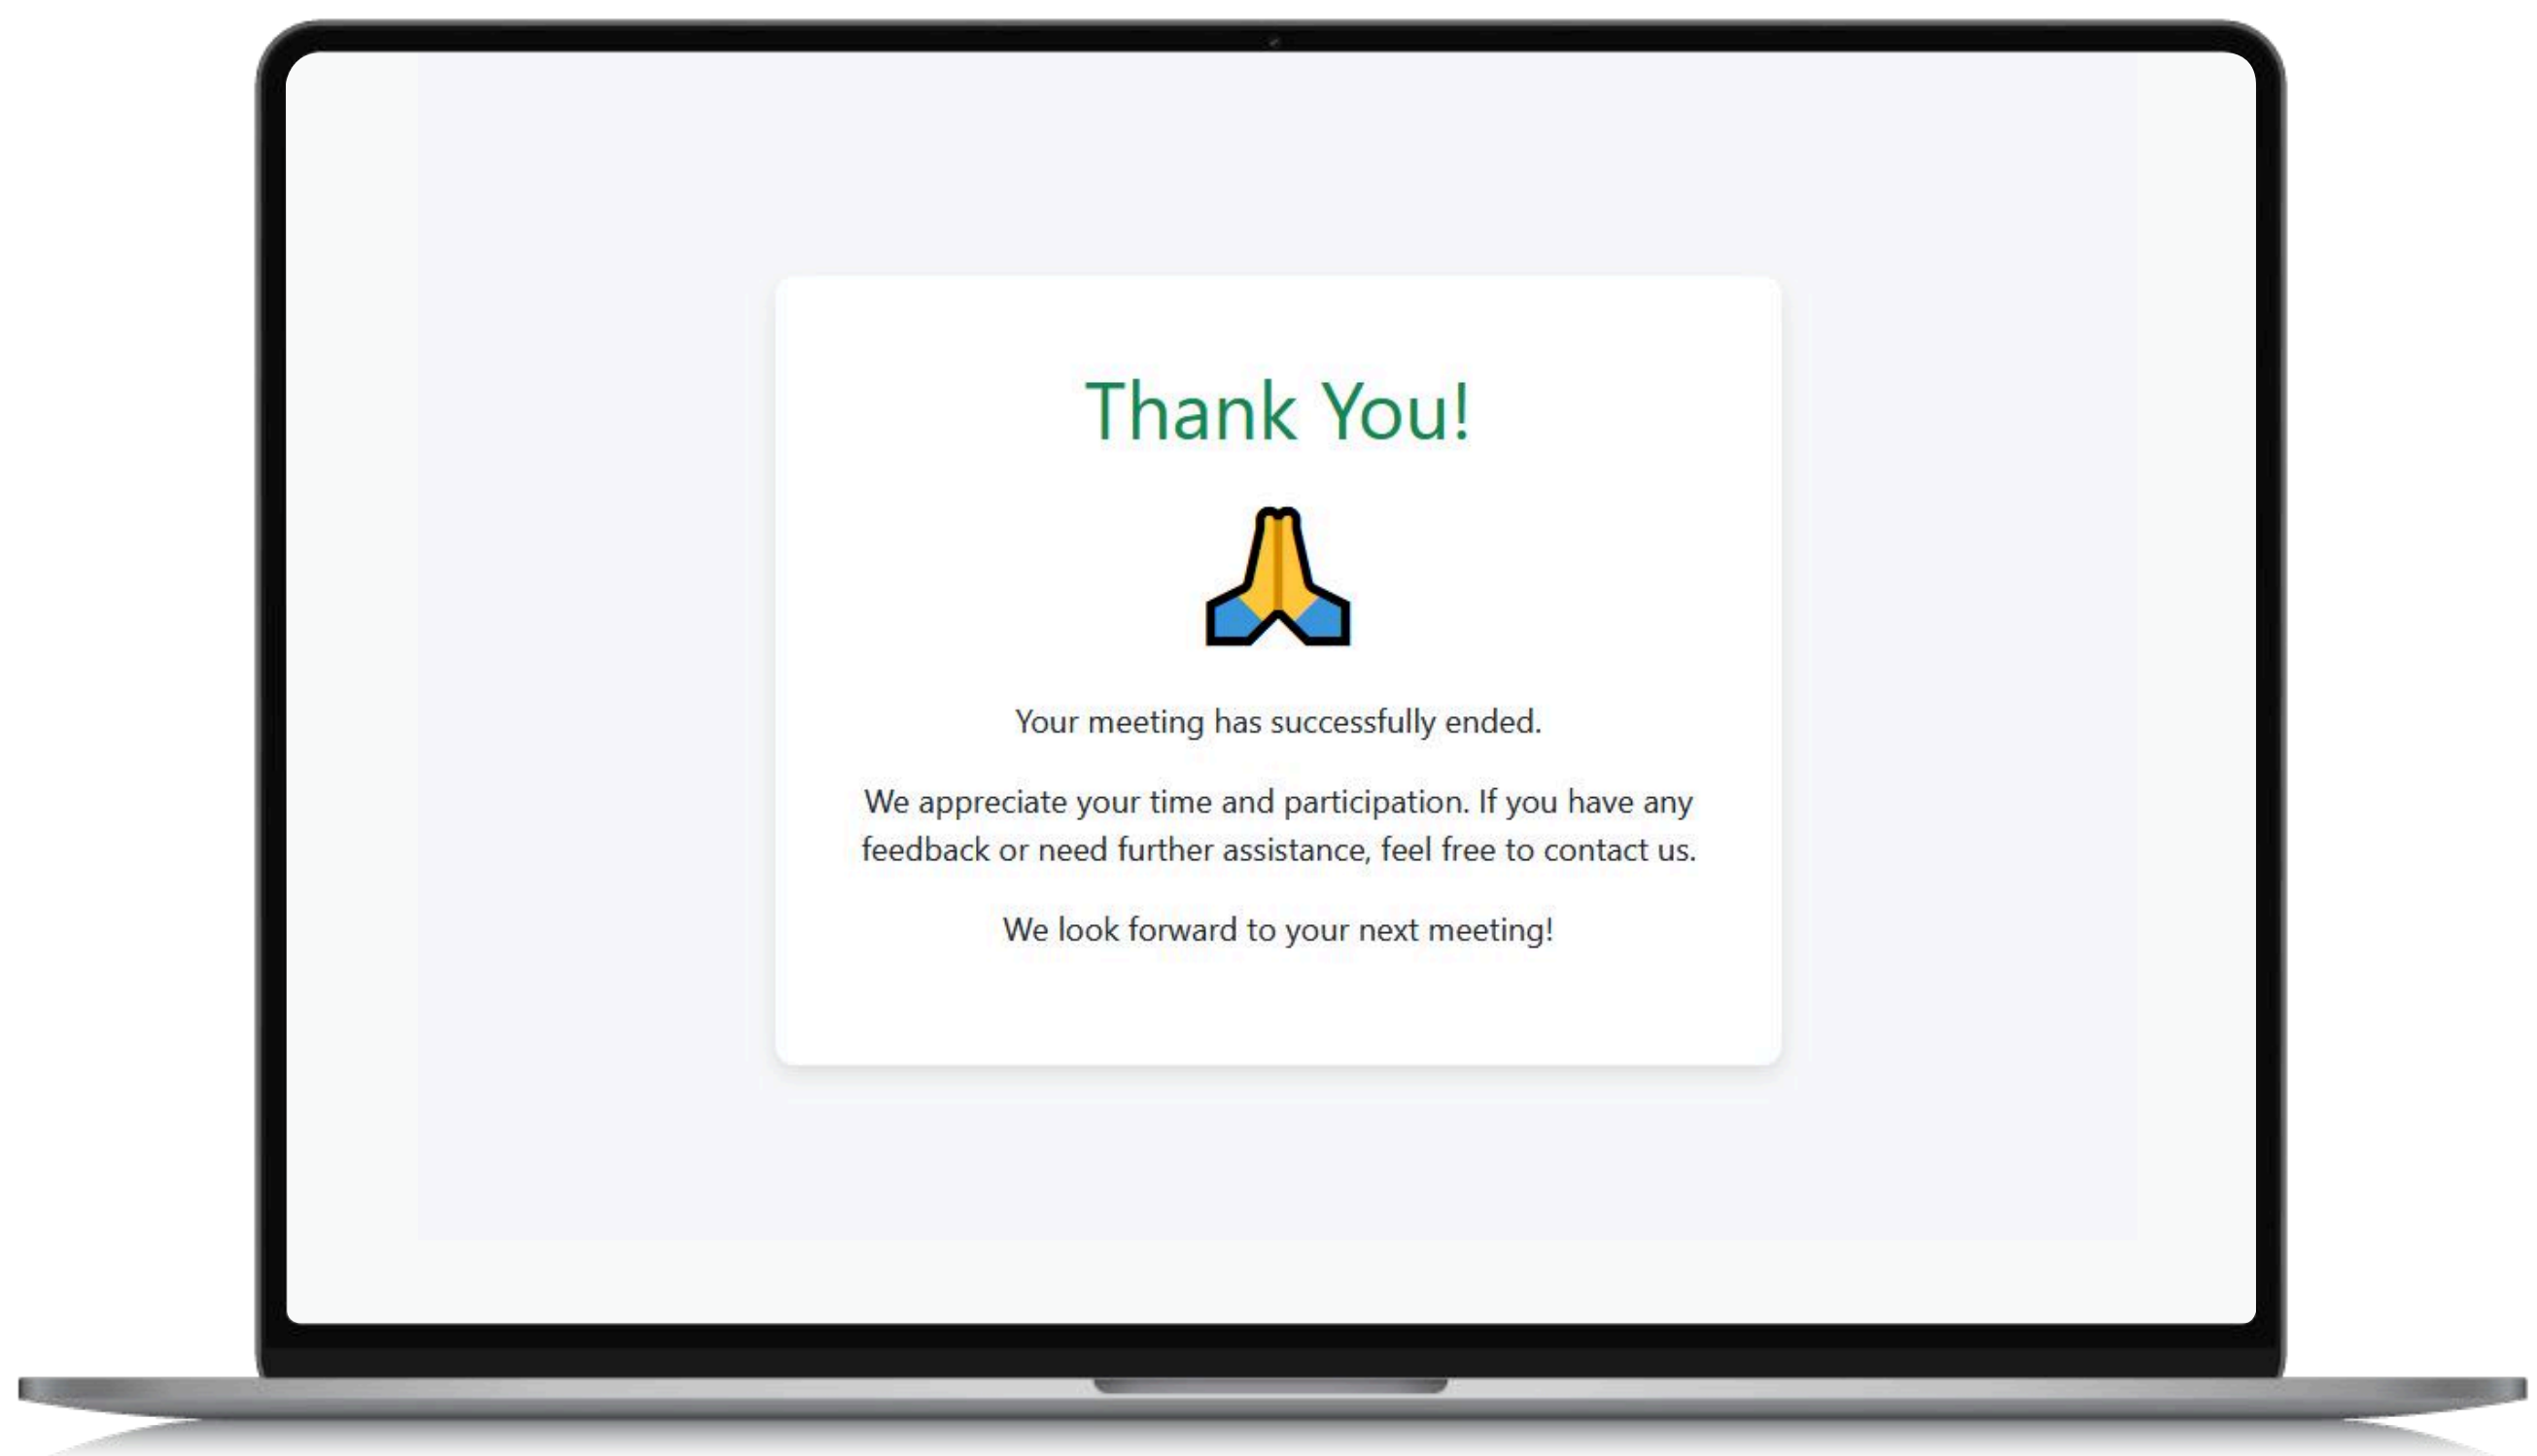 Thank You!
Your meeting has successfully ended.
We appreciate your time and participation. If you have any
feedback or need further assistance, feel free to contact us.
We look forward to your next meeting!